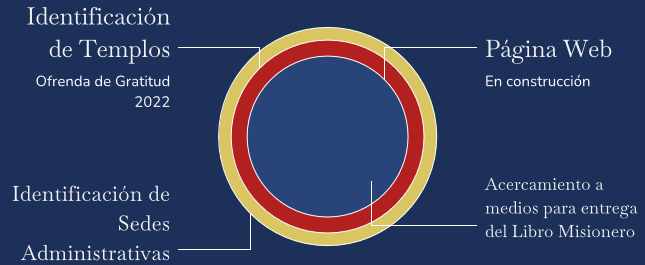 Identificación
de Templos
Ofrenda de Gratitud
2022
Página Web
En construcción
Identificación de
Sedes
Administrativas
Acercamiento a
medios para entrega
del Libro Misionero